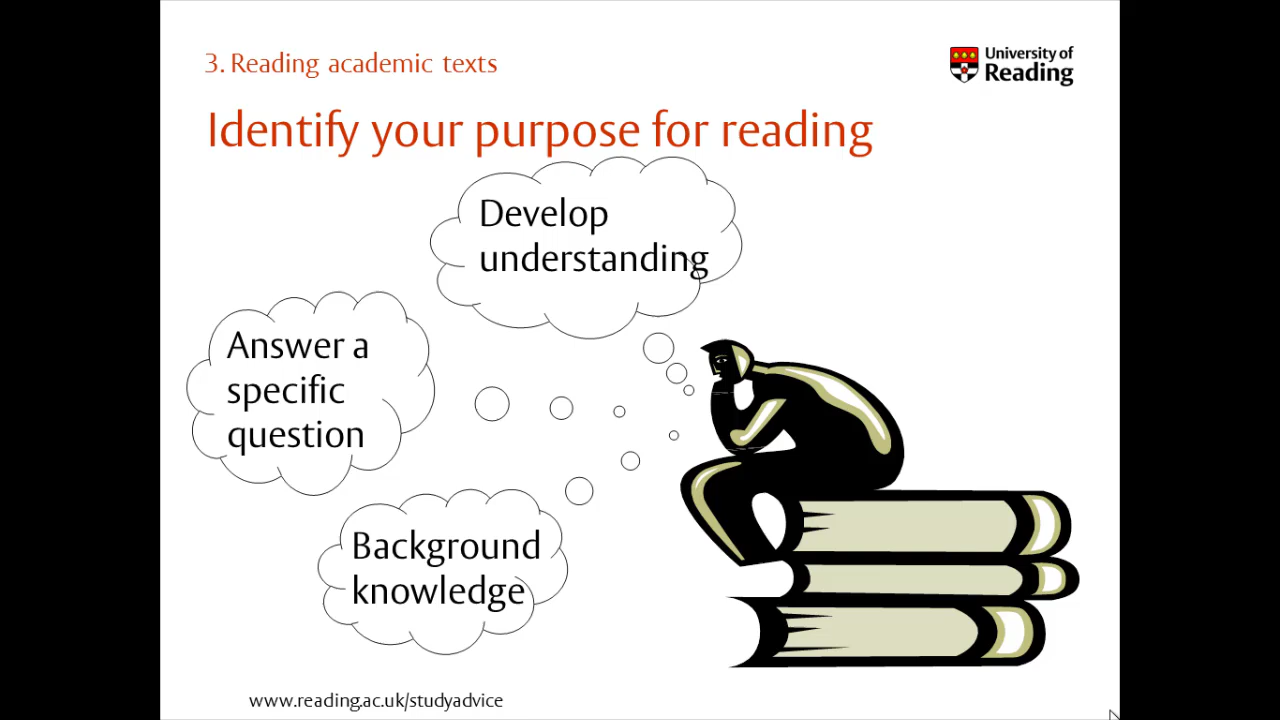 3. Reading academic texts
University of
Reading
Identify your purpose for reading
Develop
understanding
Answer a
specific
question
Background
knowledge
www.reading.ac.uk/studyadvice